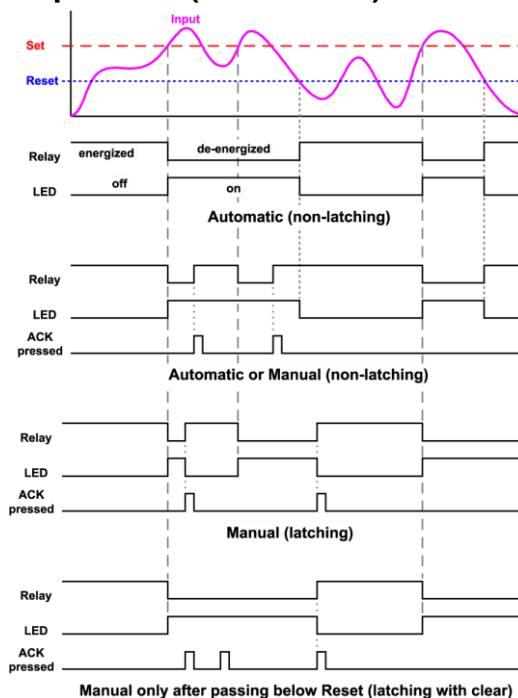 Input
Set
Reset
energized
de-energized
Relay
off
on
LED
Automatic (non-latching)
Relay
LED
ACK
pressed
Automatic or Manual (non-latching)
Relay
LED
ACK
pressed
Manual (latching)
Relay
LED
ACK
pressed
Manual only after passing below Reset (latching with clear)